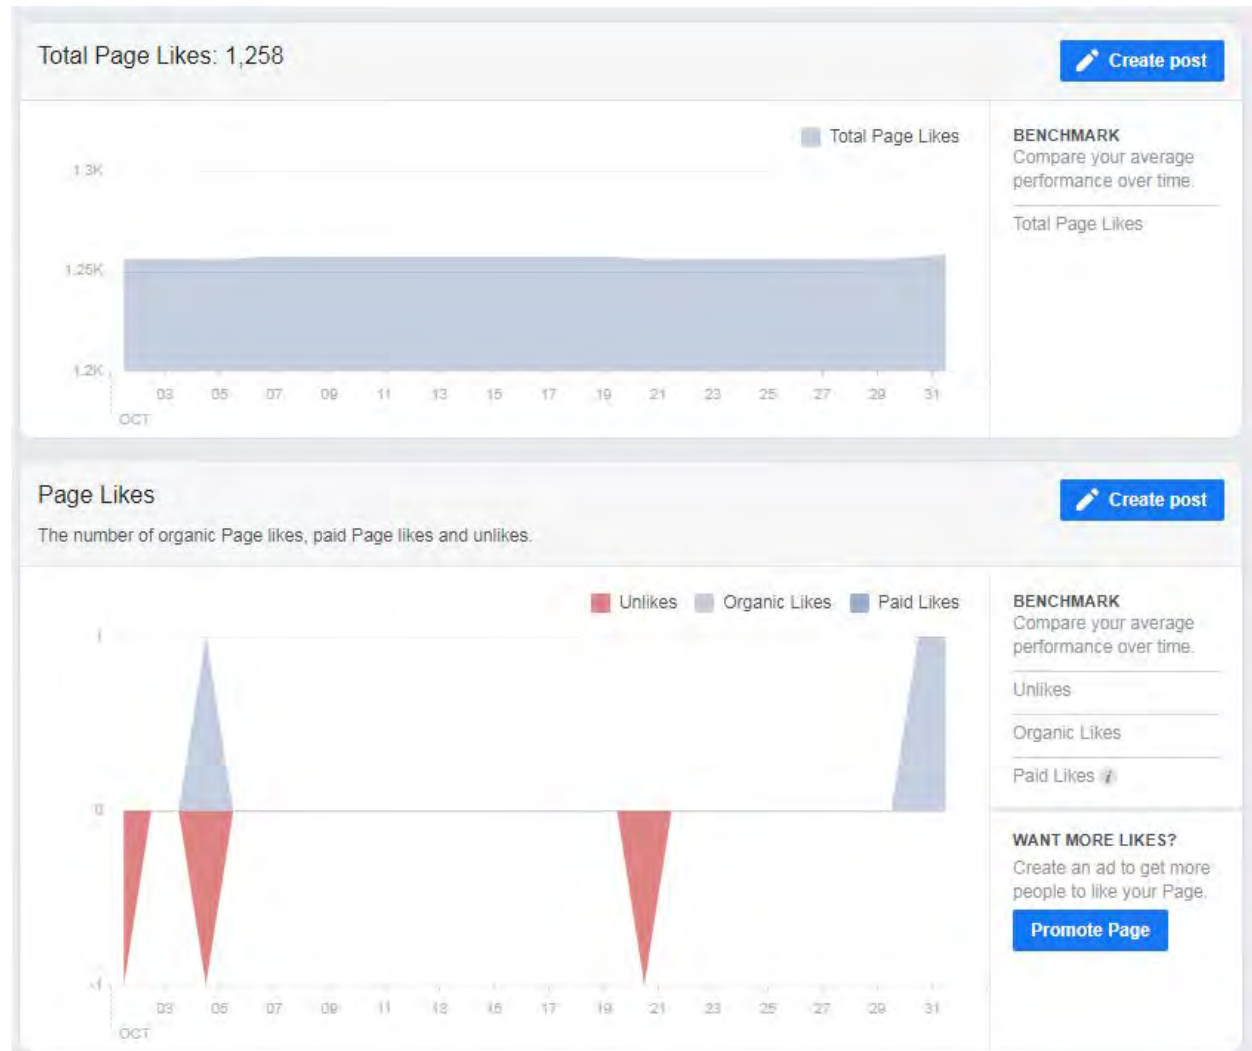 Total Page Likes: 1,258
Create post
Total Page Likes
BENCHMARK
Compare your average
performance over time.
Total Page Likes
1.3K
1.25K
1.2K
03 05 07 09 11 13 15 17 19 21 23 25 27 29 31
OCT
Page Likes
The number of organic Page likes, paid Page likes and unlikes.
Create post
Unlikes Organic Likes Paid Likes
BENCHMARK
Compare your average
performance over time.
Unlikes
Organic Likes
Paid Likes i
WANT MORE LIKES?
Create an ad to get more
people to like your Page.
Promote Page
1
0
-1
03 05 07 09 11 13 15 17 19 21 23 25 27 29 31
OCT